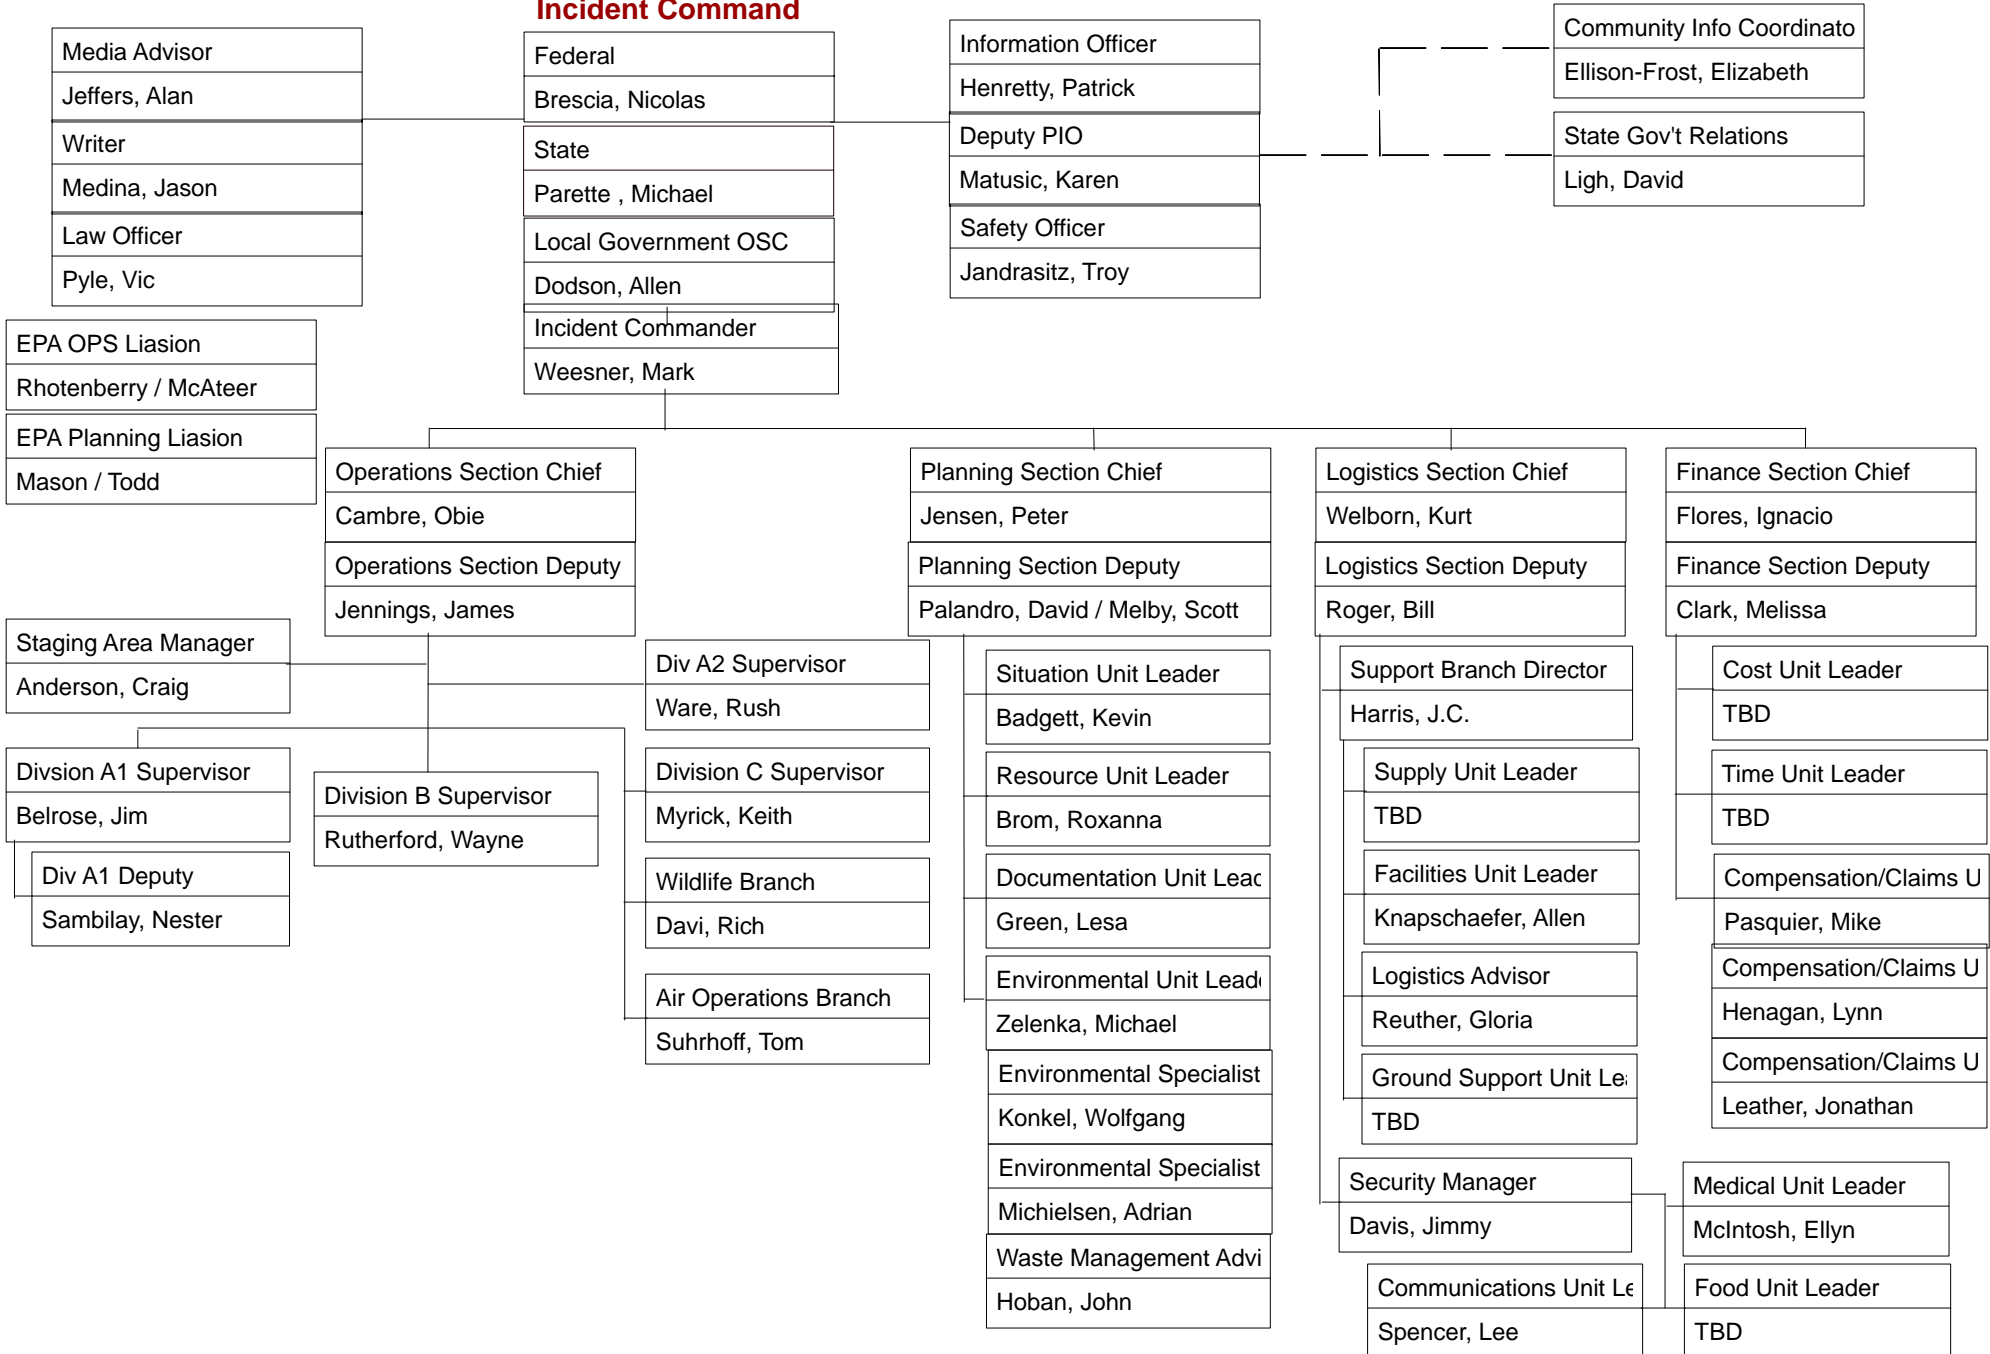 Incident Command
Media Advisor
Jeffers, Alan
Writer
Medina, Jason
Law Officer
Pyle, Vic
Federal
Brescia, Nicolas
State
Parette , Michael
Local Government OSC
Dodson, Allen
Incident Commander
Weesner, Mark
Information Officer
Henretty, Patrick
Deputy PIO
Matusic, Karen
Safety Officer
Jandrasitz, Troy
Community Info Coordinato
Ellison-Frost, Elizabeth
State Gov't Relations
Ligh, David
EPA OPS Liasion
Rhotenberry / McAteer
EPA Planning Liasion
Mason / Todd
Operations Section Chief
Cambre, Obie
Operations Section Deputy
Jennings, James
Staging Area Manager
Anderson, Craig
Div A2 Supervisor
Ware, Rush
Divsion A1 Supervisor
Belrose, Jim
Div A1 Deputy
Sambilay, Nester
Division B Supervisor
Rutherford, Wayne
Division C Supervisor
Myrick, Keith
Wildlife Branch
Davi, Rich
Air Operations Branch
Suhrhoff, Tom
Planning Section Chief
Jensen, Peter
Planning Section Deputy
Palandro, David / Melby, Scott
Situation Unit Leader
Badgett, Kevin
Resource Unit Leader
Brom, Roxanna
Documentation Unit Leac
Green, Lesa
Environmental Unit Leade
Zelenka, Michael
Environmental Specialist
Konkel, Wolfgang
Environmental Specialist
Michielsen, Adrian
Waste Management Advi
Hoban, John
Logistics Section Chief
Welborn, Kurt
Logistics Section Deputy
Roger, Bill
Support Branch Director
Harris, J.C.
Supply Unit Leader
TBD
Facilities Unit Leader
Knapschaefer, Allen
Logistics Advisor
Reuther, Gloria
Ground Support Unit Lea
TBD
Security Manager
Davis, Jimmy
Communications Unit Le
Spencer, Lee
Medical Unit Leader
McIntosh, Ellyn
Food Unit Leader
TBD
Finance Section Chief
Flores, Ignacio
Finance Section Deputy
Clark, Melissa
Cost Unit Leader
TBD
Time Unit Leader
TBD
Compensation/Claims U
Pasquier, Mike
Compensation/Claims U
Henagan, Lynn
Compensation/Claims U
Leather, Jonathan